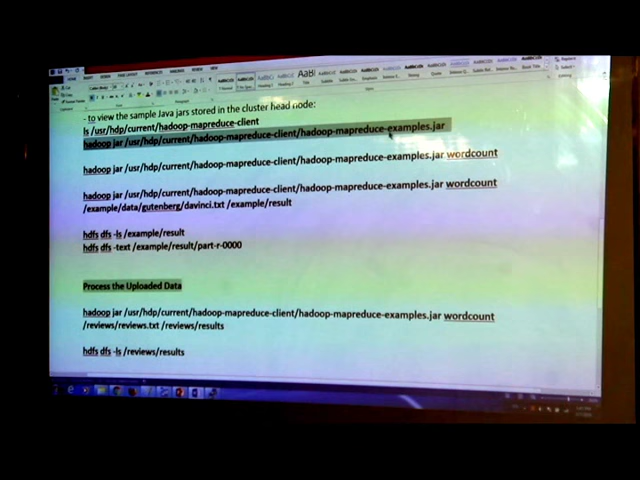 - to view the sample Java jars stored in the cluster head node:
ls /usr/hdp/current/hadoop-mapreduce-client
hadoop jar /usr/hdp/current/hadoop-mapreduce-client/hadoop-mapreduce-examples.jar
hadoop jar /usr/hdp/current/hadoop-mapreduce-client/hadoop-mapreduce-examples.jar wordcount
hadoop jar /usr/hdp/current/hadoop-mapreduce-client/hadoop-mapreduce-examples.jar wordcount
/example/data/gutenberg/davinci.txt /example/result
hdfs dfs -ls /example/result
hdfs dfs -text /example/result/part-r-0000
Process the Uploaded Data
hadoop jar /usr/hdp/current/hadoop-mapreduce-client/hadoop-mapreduce-examples.jar wordcount
/reviews/reviews.txt /reviews/results
hdfs dfs -ls /reviews/results